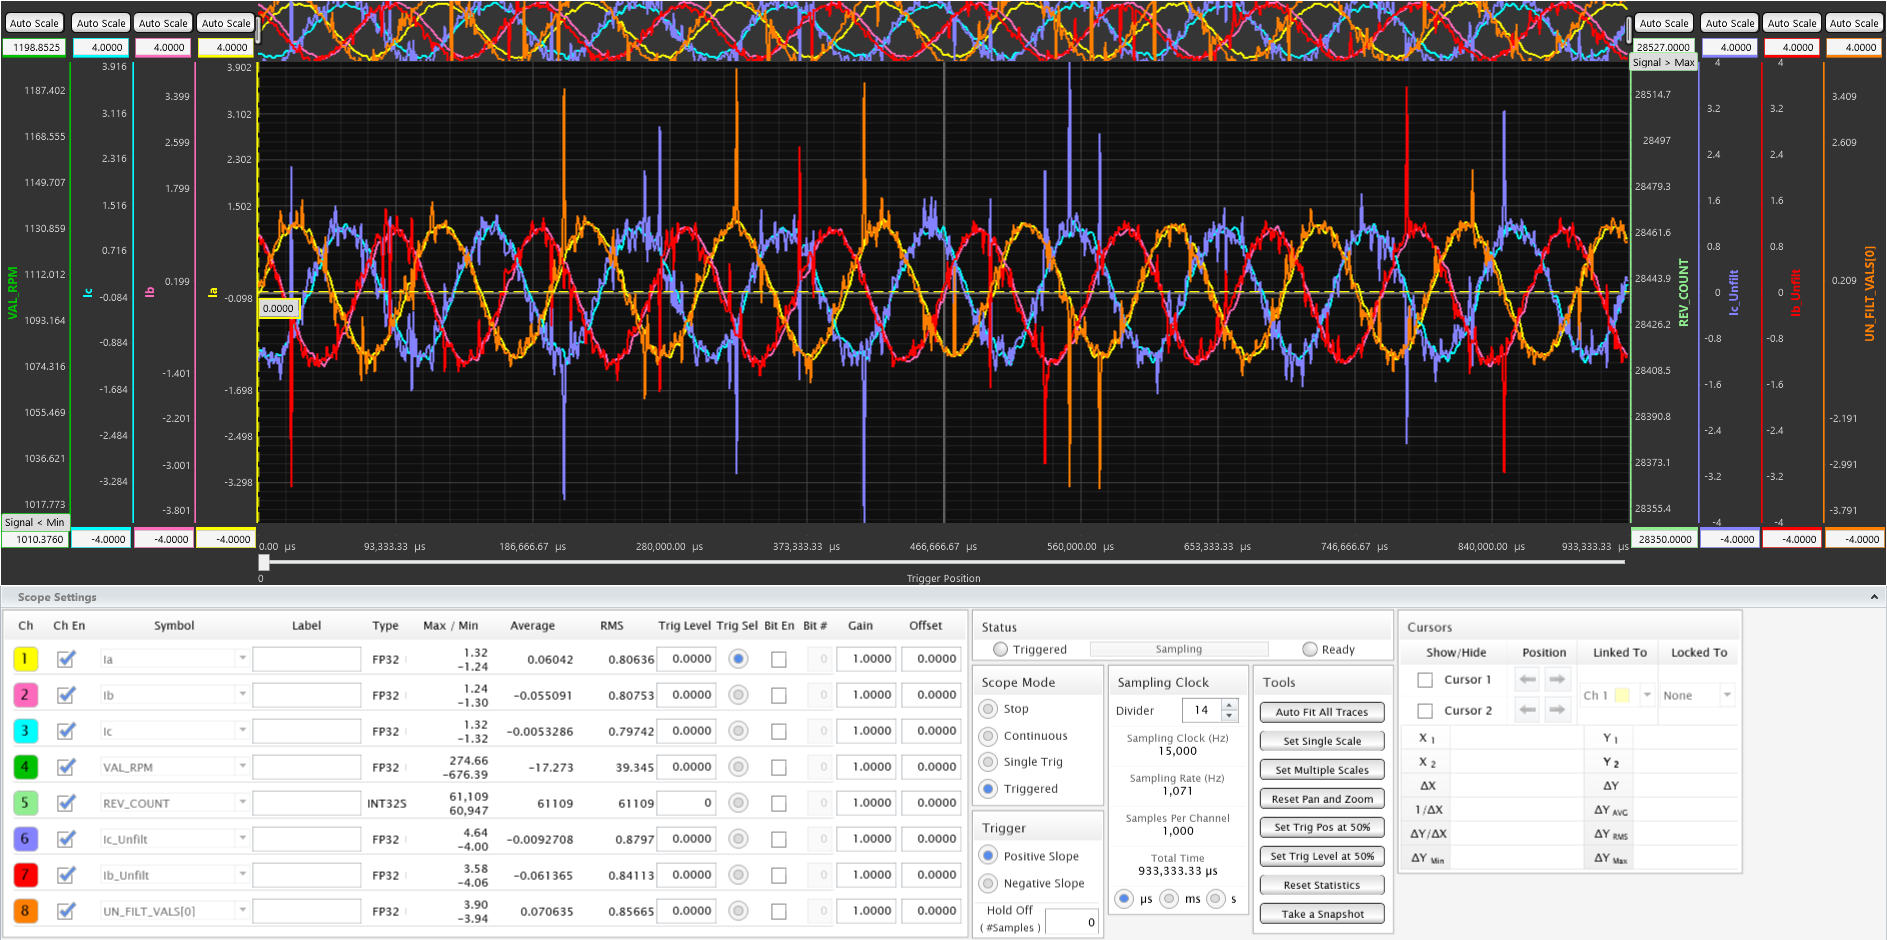 Auto Scale Auto Scale Auto Scale Auto Scale Auto Scale Auto Scale Auto Scale Auto Scale
1198.8525 4.0000 4.0000 4.0000 28527.0000 4.0000 4.0000 4.0000
Signal > Max
3.916 3.902 4 4
1187.402 3.399 28514.7 3.409
3.116 3.102 3.2 3.2
1168.555 2.599 28497 2.609
2.316 2.302 2.4 2.4
1149.707 1.799 28479.3
1.516 1.502 1.6 1.6
1130.859 28461.6
0.716 0.8 0.8
1112.012 0.199 28443.9 0.209
VAL_RPM Ic Ib Ia REV_COUNT Ic_Unfilt Ib_Unfilt UN_FILT_VALS[0]
-0.084 -0.098 0 0
0.0000
1093.164 28426.2
-0.884 -0.8 -0.8
1074.316 -1.401 28408.5
-1.684 -1.698 -1.6 -1.6
1055.469 -2.201 28390.8 -2.191
-2.484 -2.498 -2.4 -2.4
1036.621 -3.001 28373.1 -2.991
-3.284 -3.298 -3.2 -3.2
1017.773 -3.801 28355.4 -3.791
Signal < Min -4 -4
1010.3760 -4.0000 -4.0000 -4.0000 28350.0000 -4.0000 -4.0000 -4.0000
0.00 µs 93,333.33 µs 186,666.67 µs 280,000.00 µs 373,333.33 µs 466,666.67 µs 560,000.00 µs 653,333.33 µs 746,666.67 µs 840,000.00 µs 933,333.33 µs
0 Trigger Position
Scope Settings
Ch Ch En Symbol Label Type Max / Min Average RMS Trig Level Trig Sel Bit En Bit # Gain Offset
1 Ia FP32 1.32 -1.24 0.06042 0.80636 0.0000 0 1.0000 0.0000
2 Ib FP32 1.24 -1.30 -0.055091 0.80753 0.0000 0 1.0000 0.0000
3 Ic FP32 1.32 -1.32 -0.0053286 0.79742 0.0000 0 1.0000 0.0000
4 VAL_RPM FP32 274.66 -676.39 -17.273 39.345 0.0000 0 1.0000 0.0000
5 REV_COUNT INT32S 61,109 60,947 61109 61109 0 0 1.0000 0.0000
6 Ic_Unfilt FP32 4.64 -4.00 -0.0092708 0.8797 0.0000 0 1.0000 0.0000
7 Ib_Unfilt FP32 3.58 -4.06 -0.061365 0.84113 0.0000 0 1.0000 0.0000
8 UN_FILT_VALS[0] FP32 3.90 -3.94 0.070635 0.85665 0.0000 0 1.0000 0.0000
Status
Triggered Sampling Ready
Scope Mode
Stop
Continuous
Single Trig
Triggered
Trigger
Positive Slope
Negative Slope
Hold Off
( #Samples ) 0
Sampling Clock
Divider 14
Sampling Clock (Hz)
15,000
Sampling Rate (Hz)
1,071
Samples Per Channel
1,000
Total Time
933,333.33 µs
µs ms s
Tools
Auto Fit All Traces
Set Single Scale
Set Multiple Scales
Reset Pan and Zoom
Set Trig Pos at 50%
Set Trig Level at 50%
Reset Statistics
Take a Snapshot
Cursors
Show/Hide Position Linked To Locked To
Cursor 1
Ch 1 None
Cursor 2
X 1 Y 1
X 2 Y 2
ΔX ΔY
1/ΔX ΔY AVG
ΔY/ΔX ΔY RMS
ΔY Min ΔY Max